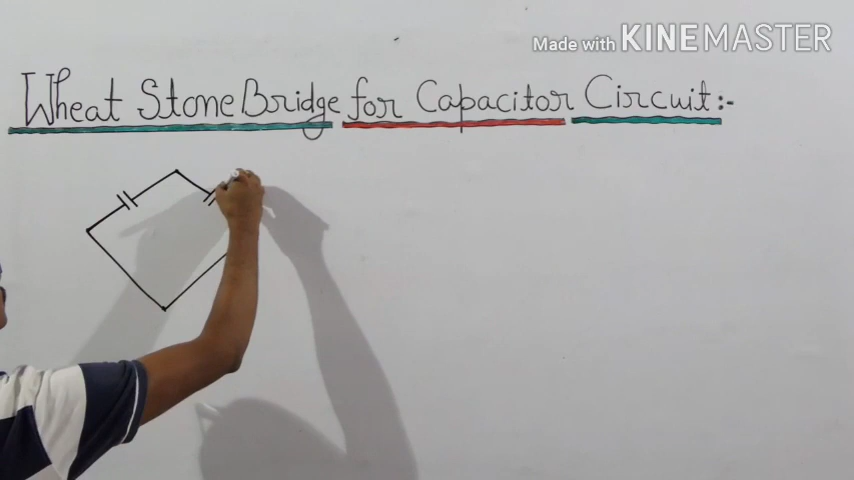 Made with KINEMASTER
Wheat Stone Bridge for Capacitor Circuit:-